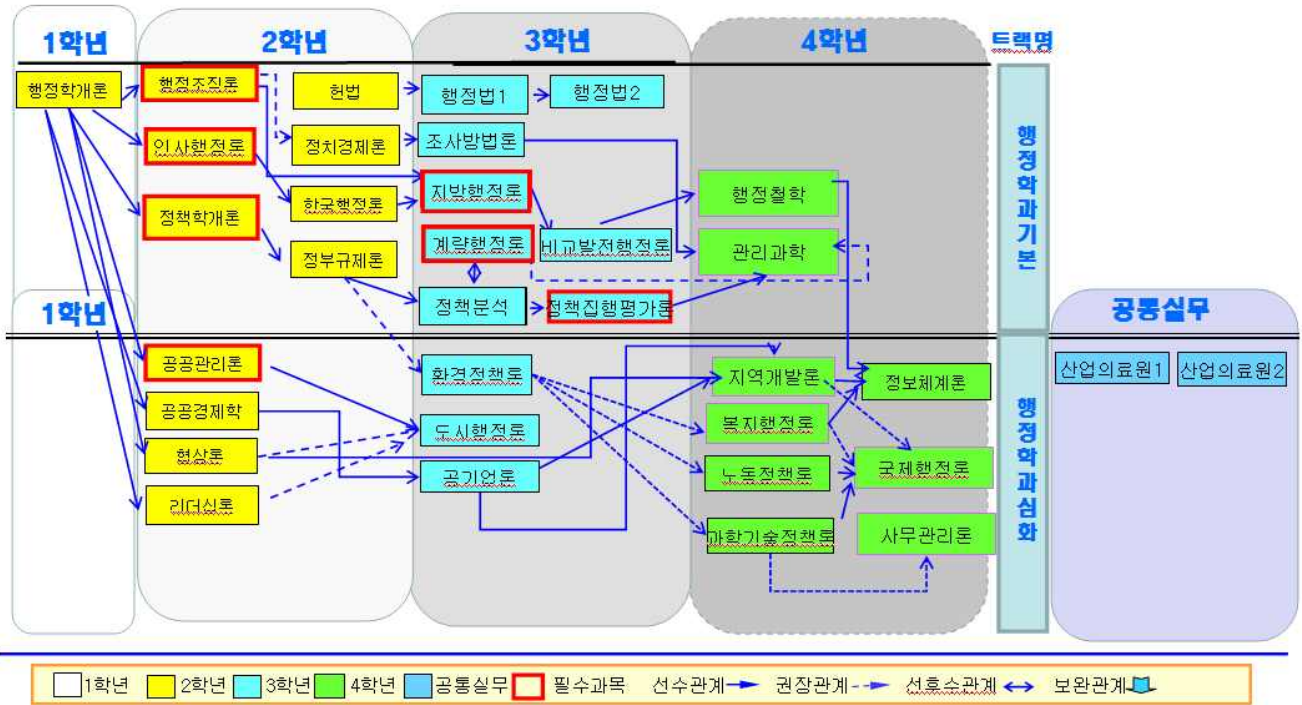 1학년
2학년
3학년
4학년
트랙명
행정학개론
행정조직론
헌법
행정법1
행정법2
인사행정론
정치경제론
조사방법론
정책학개론
한국행정론
지방행정론
행정철학
정부규제론
계량행정론
비교발전행정론
관리과학
정책분석
정책집행평가론
행정학과기본
1학년
공통실무
공공관리론
환경정책론
지역개발론
정보체계론
산업의료원1
산업의료원2
공공경제학
도시행정론
복지행정론
협상론
공기업론
노동정책론
국제행정론
리더십론
과학기술정책론
사무관리론
행정학과심화
1학년 2학년 3학년 4학년 공통실무 필수과목 선수관계 권장관계 선후수관계 보완관계